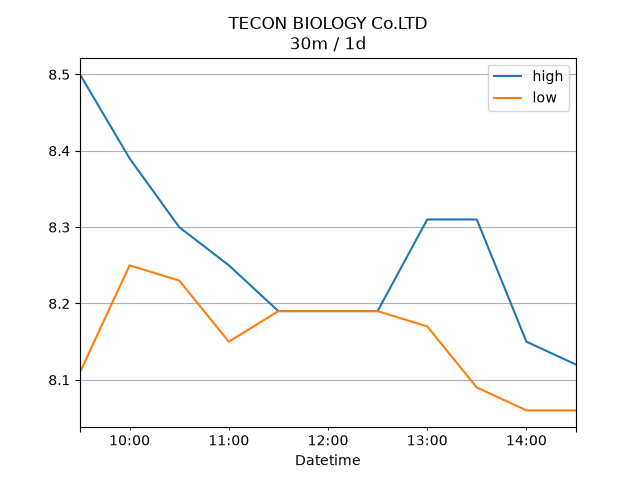 TECON BIOLOGY Co.LTD
30m / 1d
high
low
8.5
8.4
8.3
8.2
8.1
10:00 11:00 12:00 13:00 14:00
Datetime